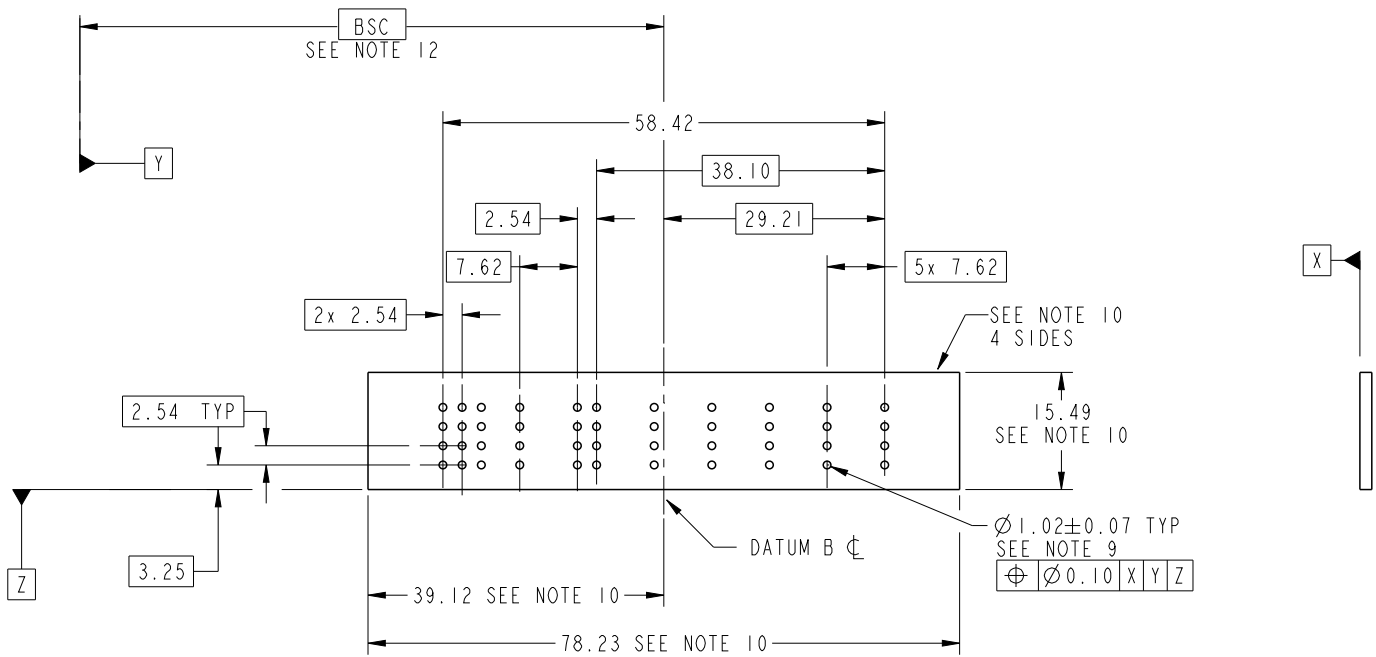 BSC
SEE NOTE 12
58.42
Y
38.10
2.54
29.21
7.62
5x 7.62
X
2x 2.54
SEE NOTE 10
4 SIDES
2.54 TYP
15.49
SEE NOTE 10
Ø1.02±0.07 TYP
SEE NOTE 9
⌖ Ø0.10 X Y Z
DATUM B ℄
3.25
Z
39.12 SEE NOTE 10
78.23 SEE NOTE 10